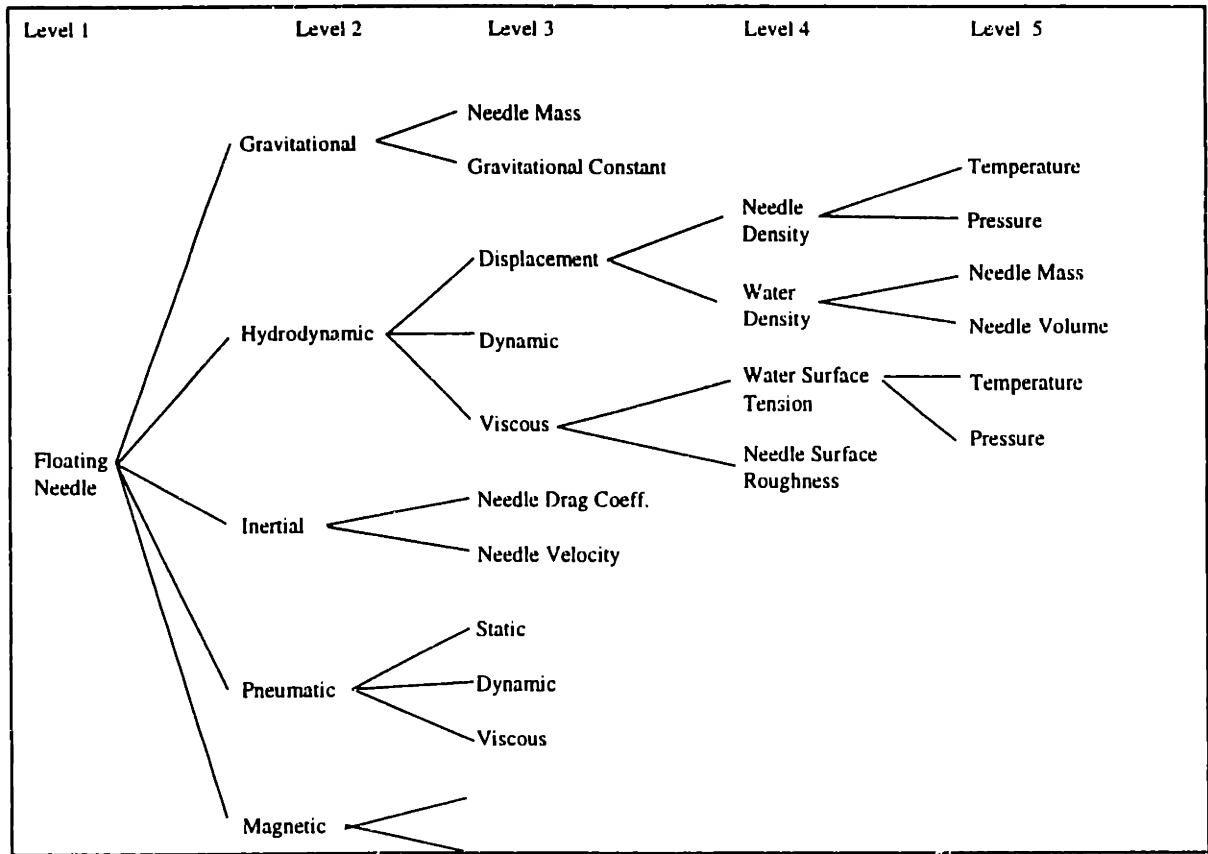 Level 1 Level 2 Level 3 Level 4 Level 5
Needle Mass
Gravitational
Gravitational Constant
Temperature
Needle
Density
Pressure
Displacement
Needle Mass
Water
Density
Hydrodynamic
Needle Volume
Dynamic
Water Surface
Tension
Temperature
Viscous
Pressure
Needle Surface
Roughness
Floating
Needle
Needle Drag Coeff.
Inertial
Needle Velocity
Static
Pneumatic
Dynamic
Viscous
Magnetic